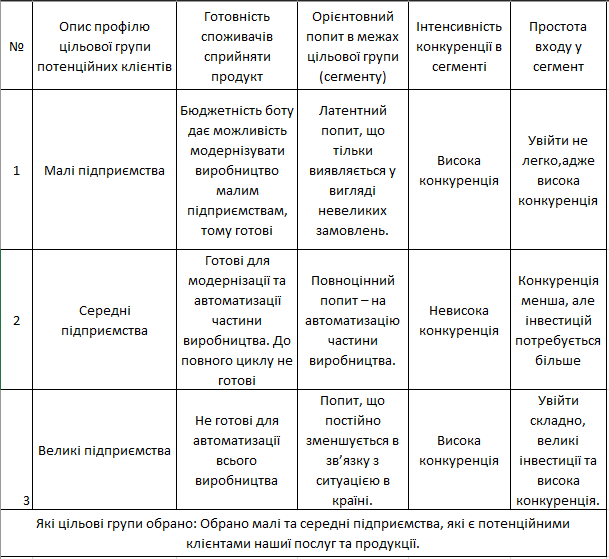 №
Опис профілю
цільової групи
потенційних клієнтів
Готовність
споживачів
сприйняти
продукт
Орієнтовний
попит в межах
цільової групи
(сегменту)
Інтенсивність
конкуренції в
сегменті
Простота
входу у
сегмент
1
Малі підприємства
Бюджетність боту
дає можливість
модернізувати
виробництво
малим
підприємствам,
тому готові
Латентний
попит, що
тільки
виявляється у
вигляді
невеликих
замовлень.
Висока
конкуренція
Увійти не
легко,адже
висока
конкуренція
2
Середні
підприємства
Готові для
модернізації та
автоматизації
частини
виробництва. До
повного циклу не
готові
Повноцінний
попит – на
автоматизацію
частини
виробництва.
Невисока
конкуренція
Конкуренція
менша, але
інвестицій
потребується
більше
3
Великі підприємства
Не готові для
автоматизації
всього
виробництва
Попит, що
постійно
зменшується в
зв’язку з
ситуацією в
країні.
Висока
конкуренція
Увійти
складно,
великі
інвестиції та
висока
конкуренція.
Які цільові групи обрано: Обрано малі та середні підприємства, які є потенційними
клієнтами нашиї послуг та продукції.